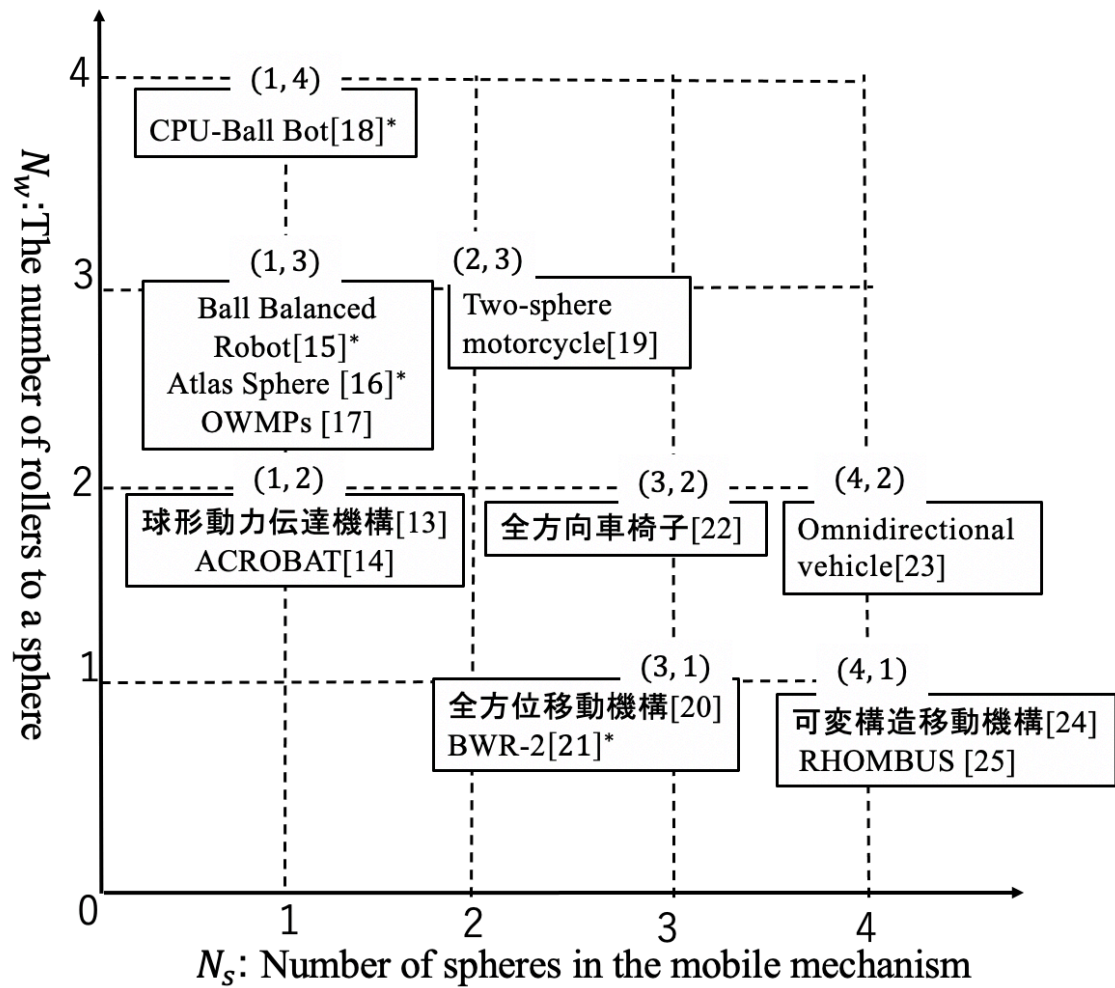 4
(1, 4)
CPU-Ball Bot[18]*
N_w:The number of rollers to a sphere
3
(1, 3)
Ball Balanced
Robot[15]*
Atlas Sphere [16]*
OWMPs [17]
(2, 3)
Two-sphere
motorcycle[19]
2
(1, 2)
球形動力伝達機構[13]
ACROBAT[14]
(3, 2)
全方向車椅子[22]
(4, 2)
Omnidirectional
vehicle[23]
1
(3, 1)
全方位移動機構[20]
BWR-2[21]*
(4, 1)
可変構造移動機構[24]
RHOMBUS [25]
0
1
2
3
4
N_s: Number of spheres in the mobile mechanism